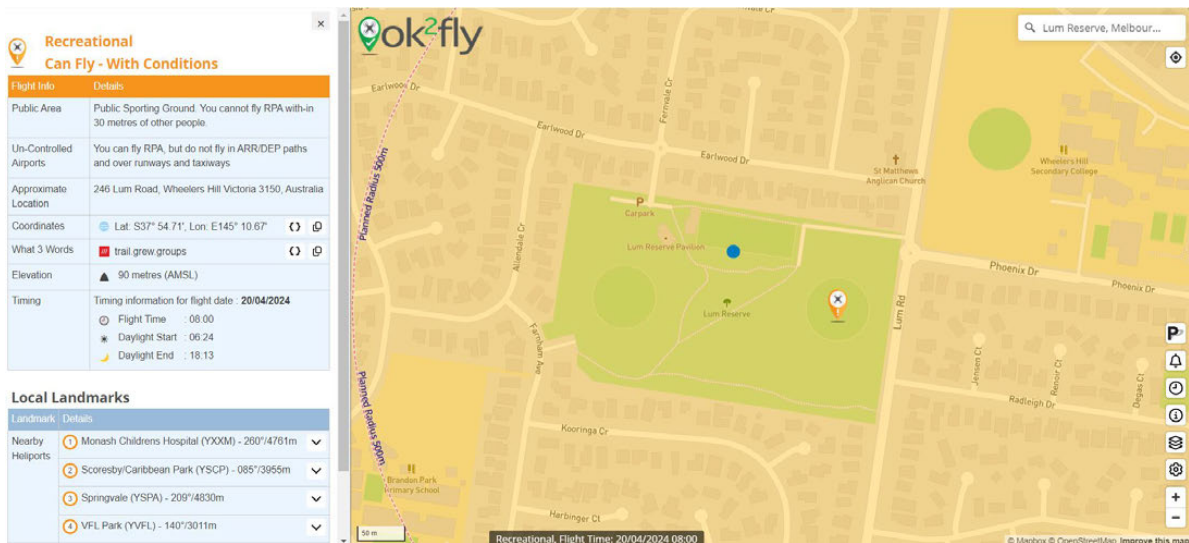 Recreational
Can Fly - With Conditions
Flight Info Details
Public Area Public Sporting Ground. You cannot fly RPA with-in
30 metres of other people.
Un-Controlled You can fly RPA, but do not fly in ARR/DEP paths
Airports and over runways and taxiways
Approximate 246 Lum Road, Wheelers Hill Victoria 3150, Australia
Location
Coordinates Lat: S37° 54.71', Lon: E145° 10.67'
What 3 Words trail.grew.groups
Elevation 90 metres (AMSL)
Timing Timing information for flight date : 20/04/2024
Flight Time : 08:00
Daylight Start : 06:24
Daylight End : 18:13
Local Landmarks
Landmark Details
Nearby 1 Monash Childrens Hospital (YXXM) - 260°/4761m
Heliports
2 Scoresby/Caribbean Park (YSCP) - 085°/3955m
3 Springvale (YSPA) - 209°/4830m
4 VFL Park (YVFL) - 140°/3011m
ok2fly
Lum Reserve, Melbour...
Earlwood Dr
Fernvale Cr
Earlwood Dr
Earlwood Dr
Planned Radius 500m
St Matthews
Anglican Church
Wheelers Hill
Secondary College
P
Carpark
Lum Reserve Pavilion
Allendale Cr
Lum Reserve
Lum Rd
Phoenix Dr
Phoenix Dr
Farnham Way
Planned Radius 500m
Jensen Ct
Renoir Ct
Degas Ct
Radleigh Dr
Kooringa Cr
Brandon Park
Primary School
Harbinger Ct
50 m
Recreational, Flight Time: 20/04/2024 08:00
© Mapbox © OpenStreetMap Improve this map